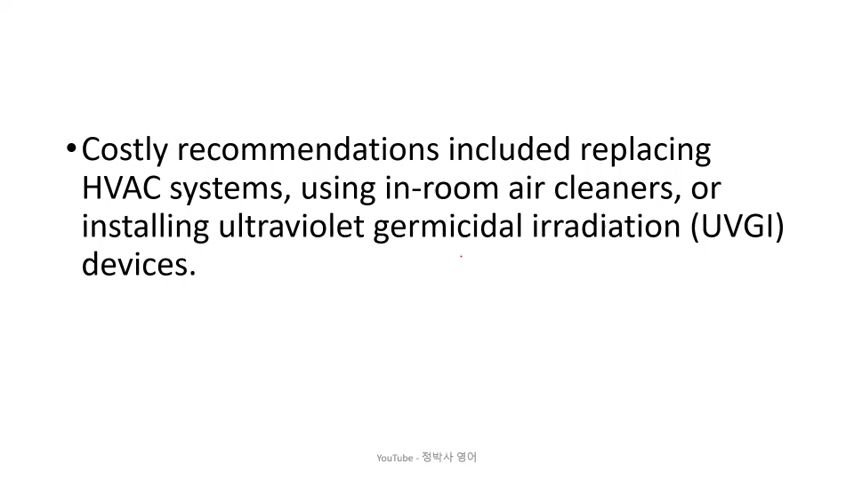 •Costly recommendations included replacing
HVAC systems, using in-room air cleaners, or
installing ultraviolet germicidal irradiation (UVGI)
devices.
YouTube - 정박사 영어